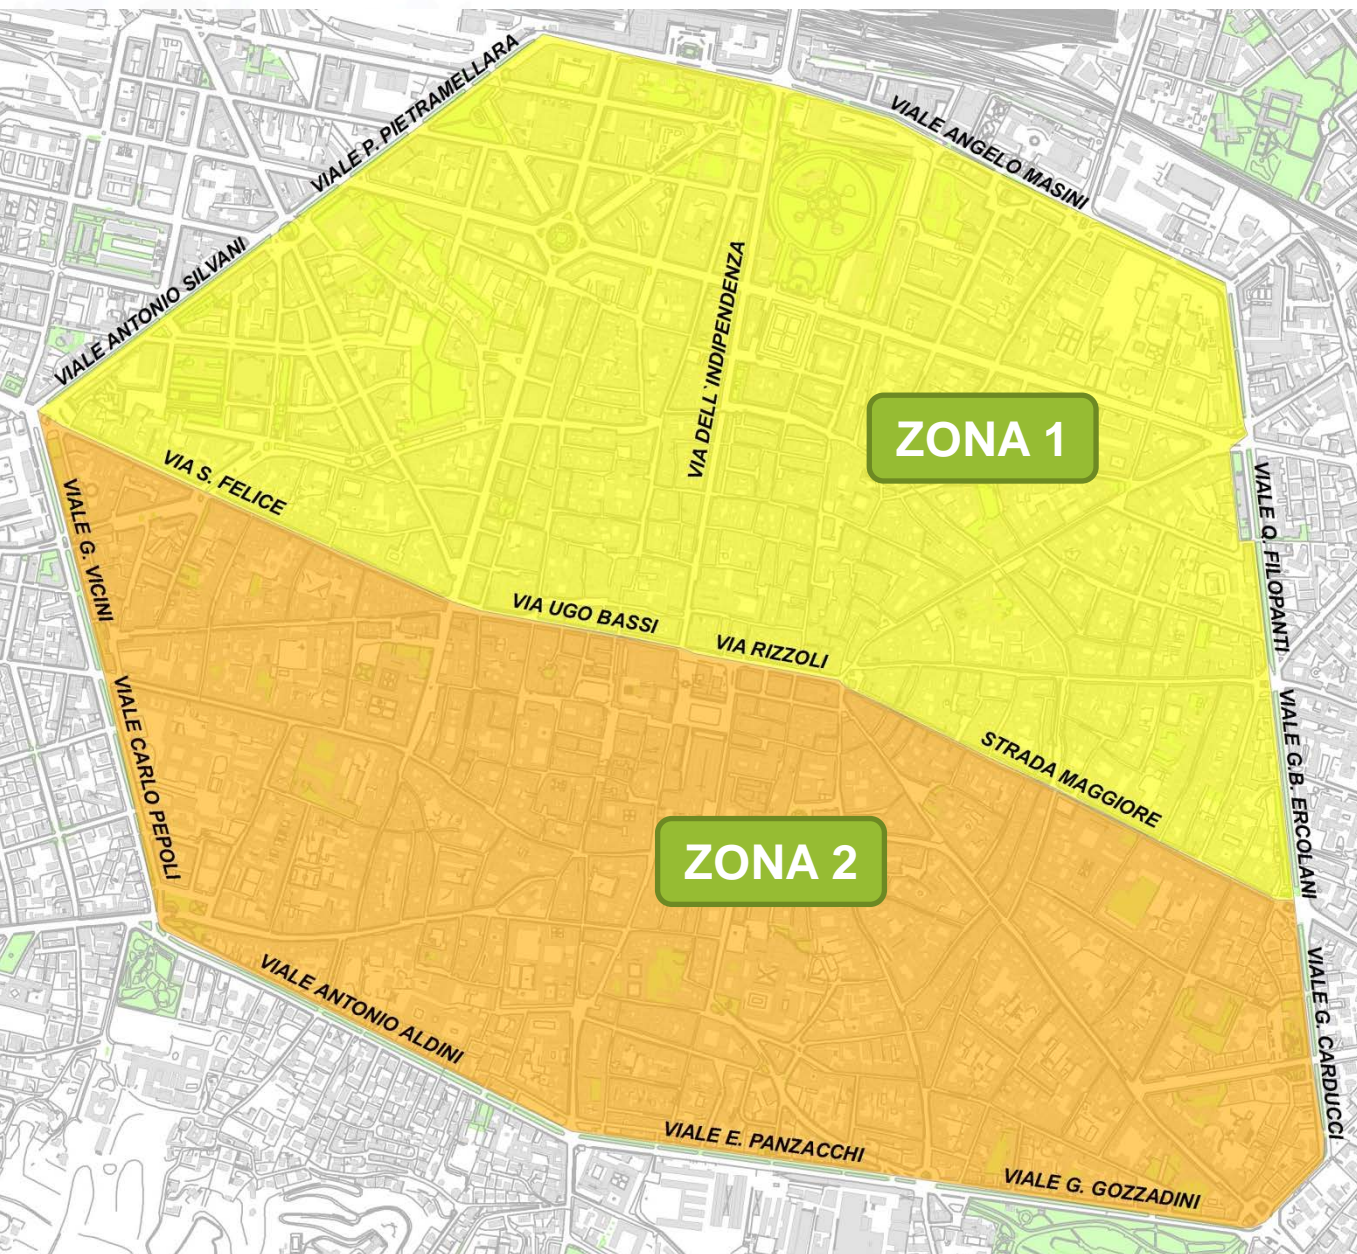 VIALE P. PIETRAMELLARA
VIALE ANGELO MASINI
VIALE ANTONIO SILVANI
VIA DELL`INDIPENDENZA
ZONA 1
VIA S. FELICE
VIALE G. VICINI
VIALE Q. FILOPANTI
VIA UGO BASSI
VIA RIZZOLI
VIALE CARLO PEPOLI
STRADA MAGGIORE
VIALE G.B. ERCOLANI
ZONA 2
VIALE ANTONIO ALDINI
VIALE G. CARDUCCI
VIALE E. PANZACCHI
VIALE G. GOZZADINI